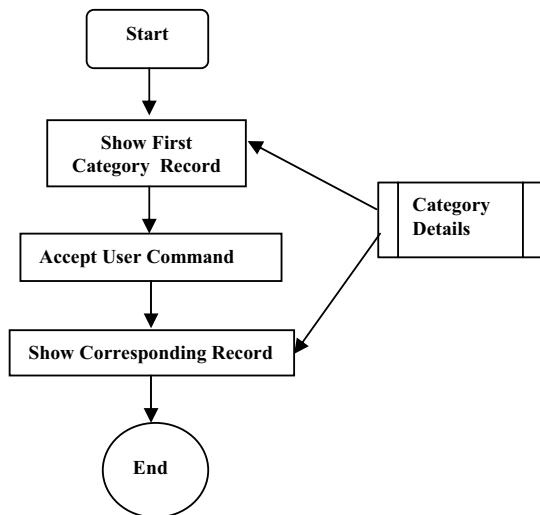 Start
Show First
Category Record
Category
Details
Accept User Command
Show Corresponding Record
End